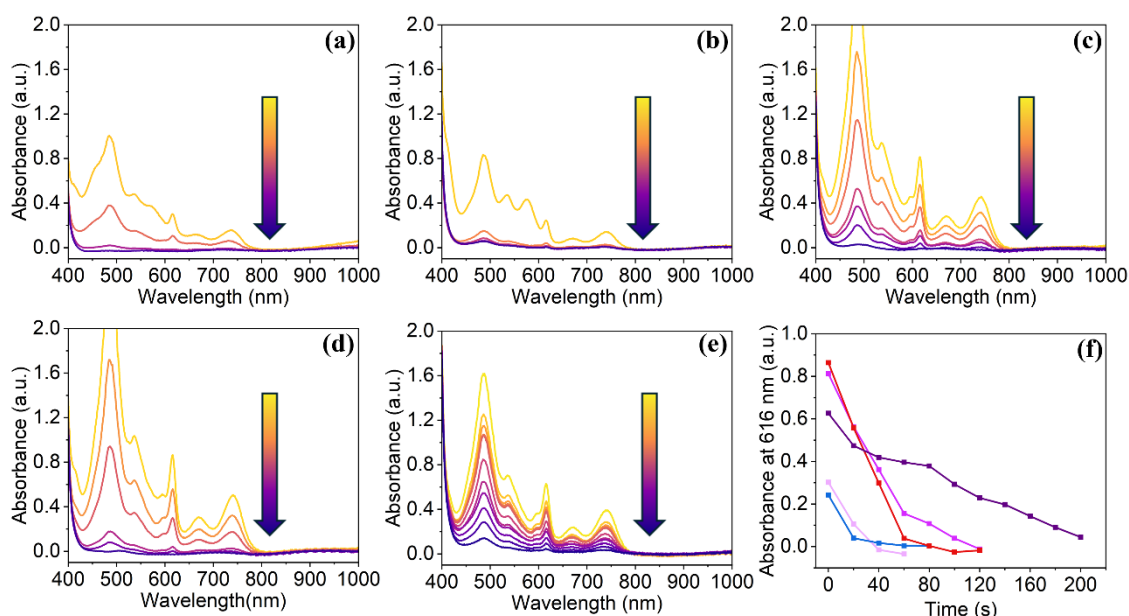 (a)
2.0
1.6
1.2
0.8
0.4
0.0
Absorbance (a.u.)
400 500 600 700 800 900 1000
Wavelength (nm)
(b)
2.0
1.6
1.2
0.8
0.4
0.0
Absorbance (a.u.)
400 500 600 700 800 900 1000
Wavelength (nm)
(c)
2.0
1.6
1.2
0.8
0.4
0.0
Absorbance (a.u.)
400 500 600 700 800 900 1000
Wavelength (nm)
(d)
2.0
1.6
1.2
0.8
0.4
0.0
Absorbance (a.u.)
400 500 600 700 800 900 1000
Wavelength(nm)
(e)
2.0
1.6
1.2
0.8
0.4
0.0
Absorbance (a.u.)
400 500 600 700 800 900 1000
Wavelength (nm)
(f)
1.0
0.8
0.6
0.4
0.2
0.0
Absorbance at 616 nm (a.u.)
0 40 80 120 160 200
Time (s)